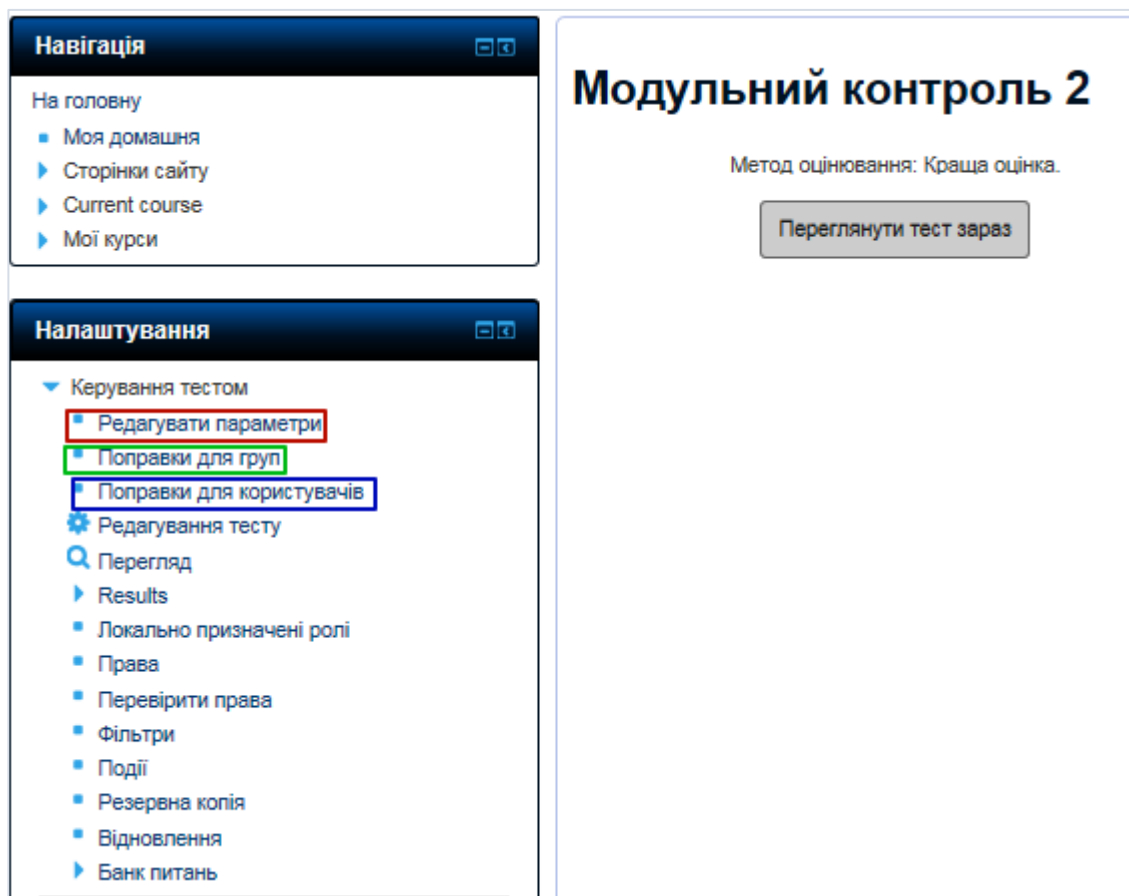 Навігація
На головну
Моя домашня
Сторінки сайту
Current course
Мої курси
Налаштування
Керування тестом
Редагувати параметри
Поправки для груп
Поправки для користувачів
Редагування тесту
Перегляд
Results
Локально призначені ролі
Права
Перевірити права
Фільтри
Події
Резервна копія
Відновлення
Банк питань
Модульний контроль 2
Метод оцінювання: Краща оцінка.
Переглянути тест зараз